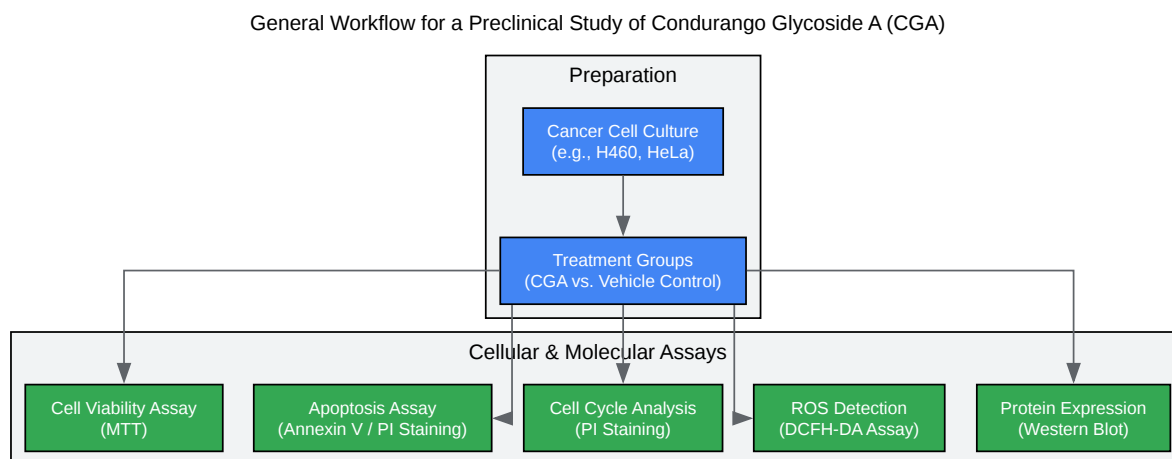 General Workflow for a Preclinical Study of Condurango Glycoside A (CGA)
Preparation
Cancer Cell Culture
(e.g., H460, HeLa)
Treatment Groups
(CGA vs. Vehicle Control)
Cellular & Molecular Assays
Cell Viability Assay
(MTT)
Apoptosis Assay
(Annexin V / PI Staining)
Cell Cycle Analysis
(PI Staining)
ROS Detection
(DCFH-DA Assay)
Protein Expression
(Western Blot)